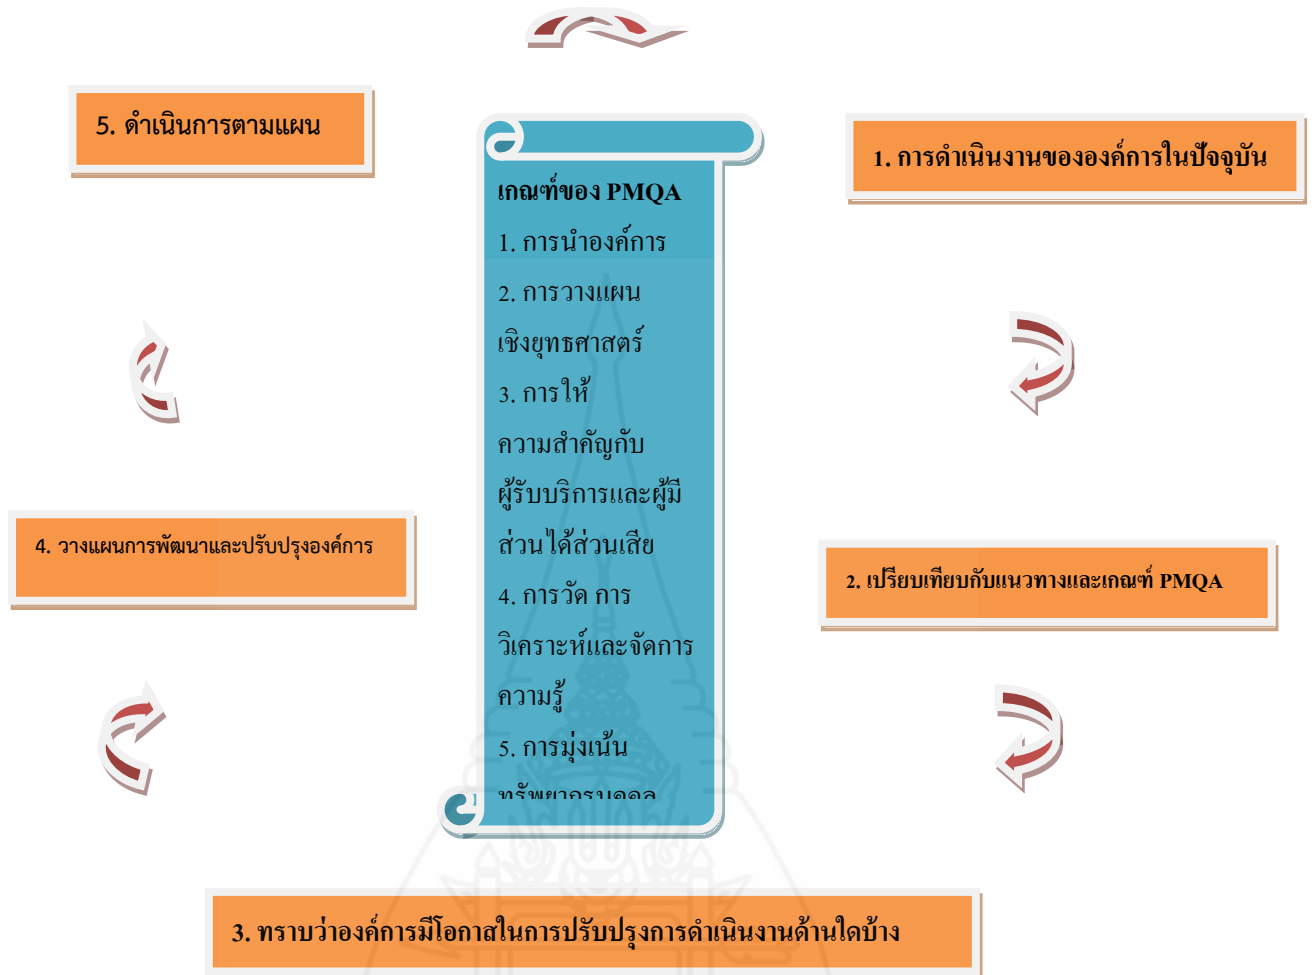 5. ดำเนินการตามแผน
1. การดำเนินงานขององค์การในปัจจุบัน
เกณฑ์ของ PMQA
1. การนำองค์การ
2. การวางแผน
เชิงยุทธศาสตร์
3. การให้
ความสำคัญกับ
ผู้รับบริการและผู้มี
ส่วนได้ส่วนเสีย
4. การวัด การ
วิเคราะห์และจัดการ
ความรู้
5. การมุ่งเน้น
ทรัพยากรบุคคล
4. วางแผนการพัฒนาและปรับปรุงองค์การ
2. เปรียบเทียบกับแนวทางและเกณฑ์ PMQA
3. ทราบว่าองค์การมีโอกาสในการปรับปรุงการดำเนินงานด้านใดบ้าง